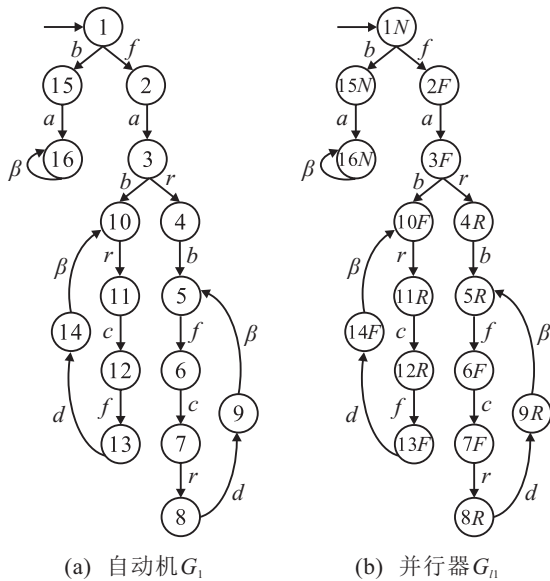 1 1N
b f b f
15 2 15N 2F
a a a a
16 3 16N 3F
β b r β b r
10 4 10F 4R
β r b β r b
11 5 11R 5R
14 c f β 14F c f β
12 6 12R 6F
d f c 9 d f c 9R
13 7 13F 7F
r d r d
8 8R
(a) 自动机G₁ (b) 并行器Gₗ₁